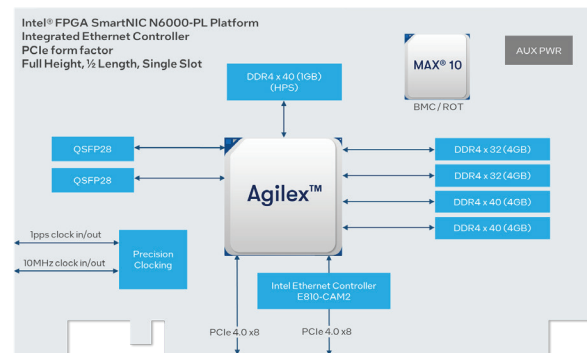 Intel® FPGA SmartNIC N6000-PL Platform
Integrated Ethernet Controller
PCIe form factor
Full Height, ½ Length, Single Slot
DDR4 x 40 (1GB)
(HPS)
MAX® 10
BMC / ROT
AUX PWR
QSFP28
QSFP28
Agilex™
DDR4 x 32 (4GB)
DDR4 x 32 (4GB)
DDR4 x 40 (4GB)
DDR4 x 40 (4GB)
1pps clock in/out
10MHz clock in/out
Precision
Clocking
Intel Ethernet Controller
E810-CAM2
PCIe 4.0 x8
PCIe 4.0 x8